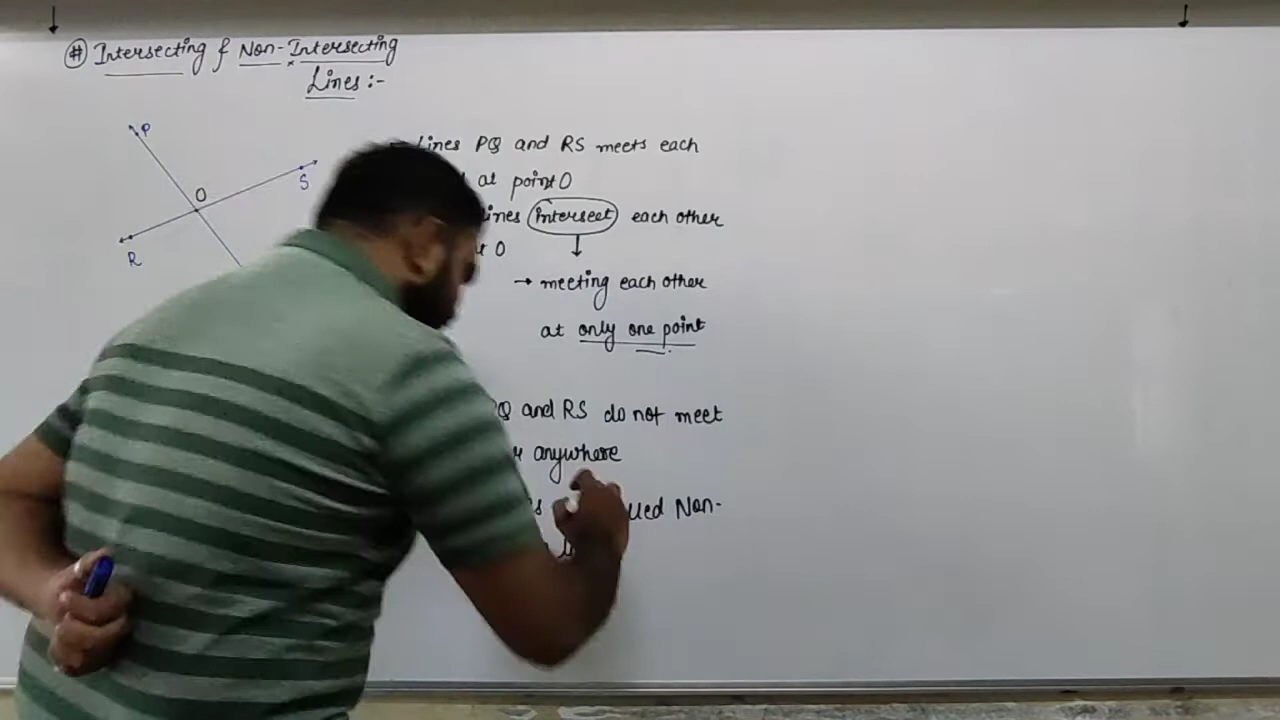 # Intersecting & Non-Intersecting
Lines :-
P
O
S
R
Lines PQ and RS meets each
at point O
lines intersect each other
O
→ meeting each other
at only one point
PQ and RS do not meet
anywhere
Non-